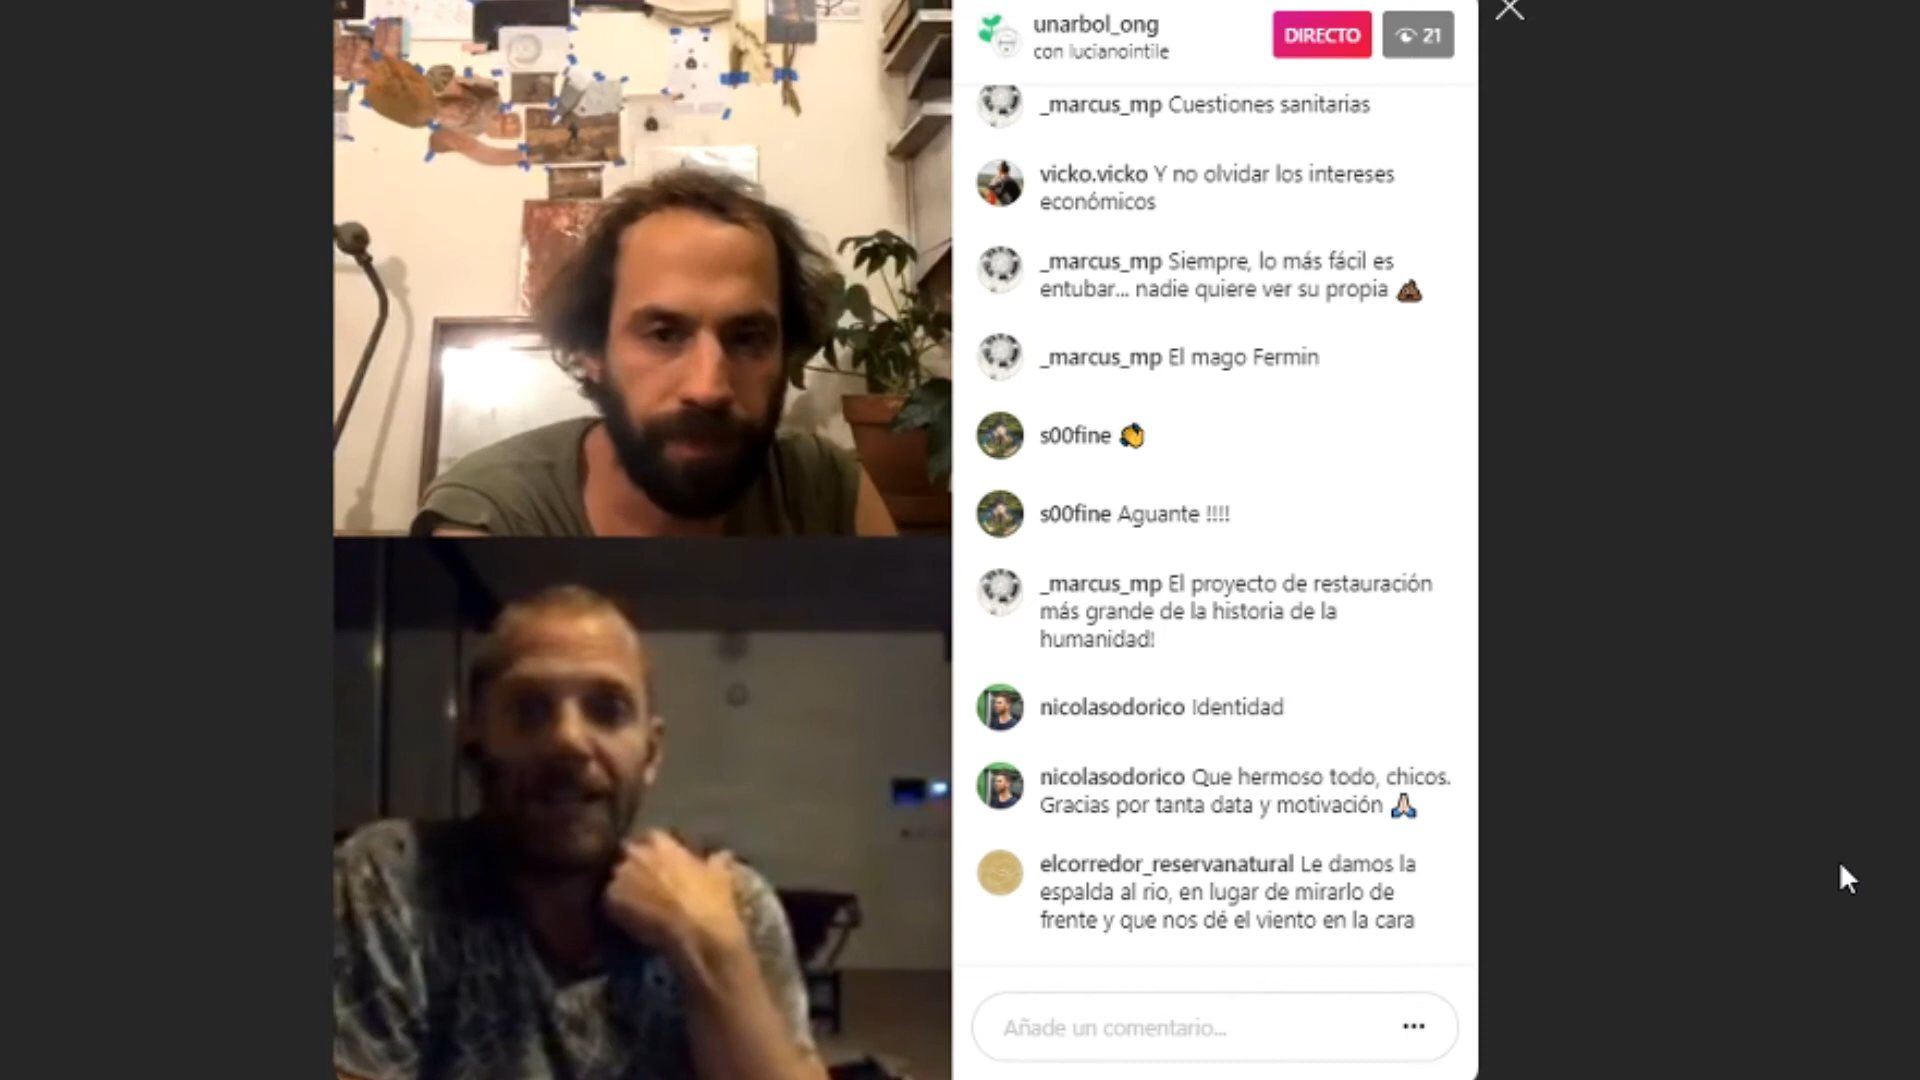 unarbol_ong
con lucianointile
DIRECTO
21
_marcus_mp Cuestiones sanitarias
vicko.vicko Y no olvidar los intereses
económicos
_marcus_mp Siempre, lo más fácil es
entubar... nadie quiere ver su propia 💩
_marcus_mp El mago Fermin
s00fine 👏
s00fine Aguante !!!!
_marcus_mp El proyecto de restauración
más grande de la historia de la
humanidad!
nicolasodorico Identidad
nicolasodorico Que hermoso todo, chicos.
Gracias por tanta data y motivación 🙏🏻
elcorredor_reservanatural Le damos la
espalda al rio, en lugar de mirarlo de
frente y que nos dé el viento en la cara
Añade un comentario...